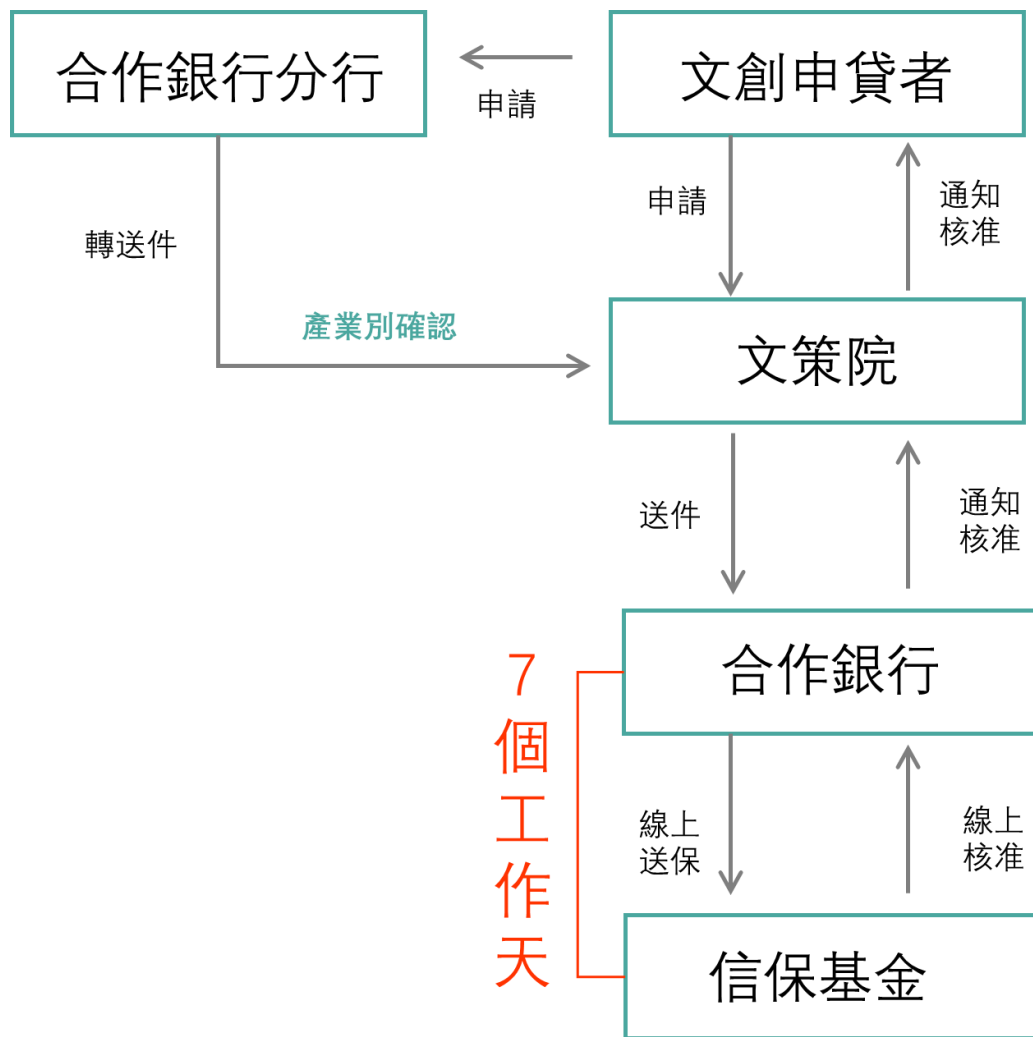 合作銀行分行
申請
文創申貸者
申請
通知
核准
轉送件
產業別確認
文策院
送件
通知
核准
合作銀行
7
個
工
作
天
線上
送保
線上
核准
信保基金